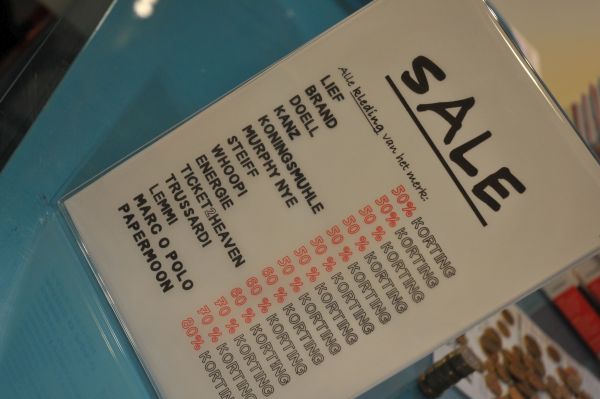 SALE
Alle kleding van het merk:
LIEF 50% KORTING
BRAND 50% KORTING
DOELL 50 % KORTING
KANZ 50 % KORTING
KONINGSMUHLE 50 % KORTING
MURPHY NYE 50 % KORTING
STEIFF 50 % KORTING
WHOOPI 50 % KORTING
ENERGIE 60 % KORTING
TICKET2HEAVEN 60 % KORTING
TRUSSARDI 60 % KORTING
LEMMI 70 % KORTING
MARC O POLO 70 % KORTING
PAPERMOON 80% KORTING